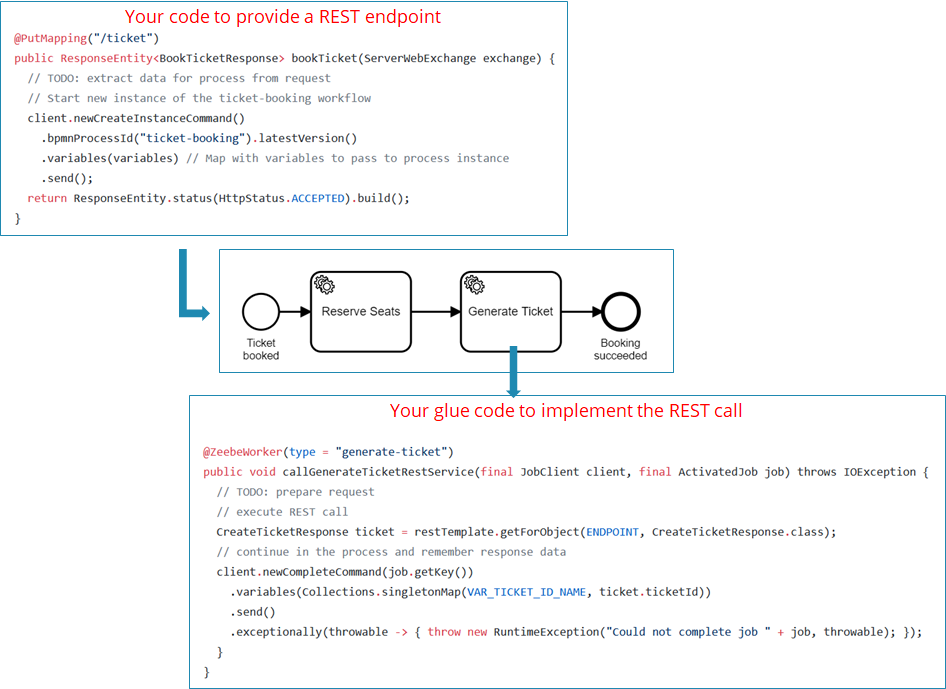 Your code to provide a REST endpoint
@PutMapping("/ticket")
public ResponseEntity<BookTicketResponse> bookTicket(ServerWebExchange exchange) {
// TODO: extract data for process from request
// Start new instance of the ticket-booking workflow
client.newCreateInstanceCommand()
.bpmnProcessId("ticket-booking").latestVersion()
.variables(variables) // Map with variables to pass to process instance
.send();
return ResponseEntity.status(HttpStatus.ACCEPTED).build();
}
Reserve Seats
Generate Ticket
Ticket
booked
Booking
succeeded
Your glue code to implement the REST call
@ZeebeWorker(type = "generate-ticket")
public void callGenerateTicketRestService(final JobClient client, final ActivatedJob job) throws IOException {
// TODO: prepare request
// execute REST call
CreateTicketResponse ticket = restTemplate.getForObject(ENDPOINT, CreateTicketResponse.class);
// continue in the process and remember response data
client.newCompleteCommand(job.getKey())
.variables(Collections.singletonMap(VAR_TICKET_ID_NAME, ticket.ticketId))
.send()
.exceptionally(throwable -> { throw new RuntimeException("Could not complete job " + job, throwable); });
}
}